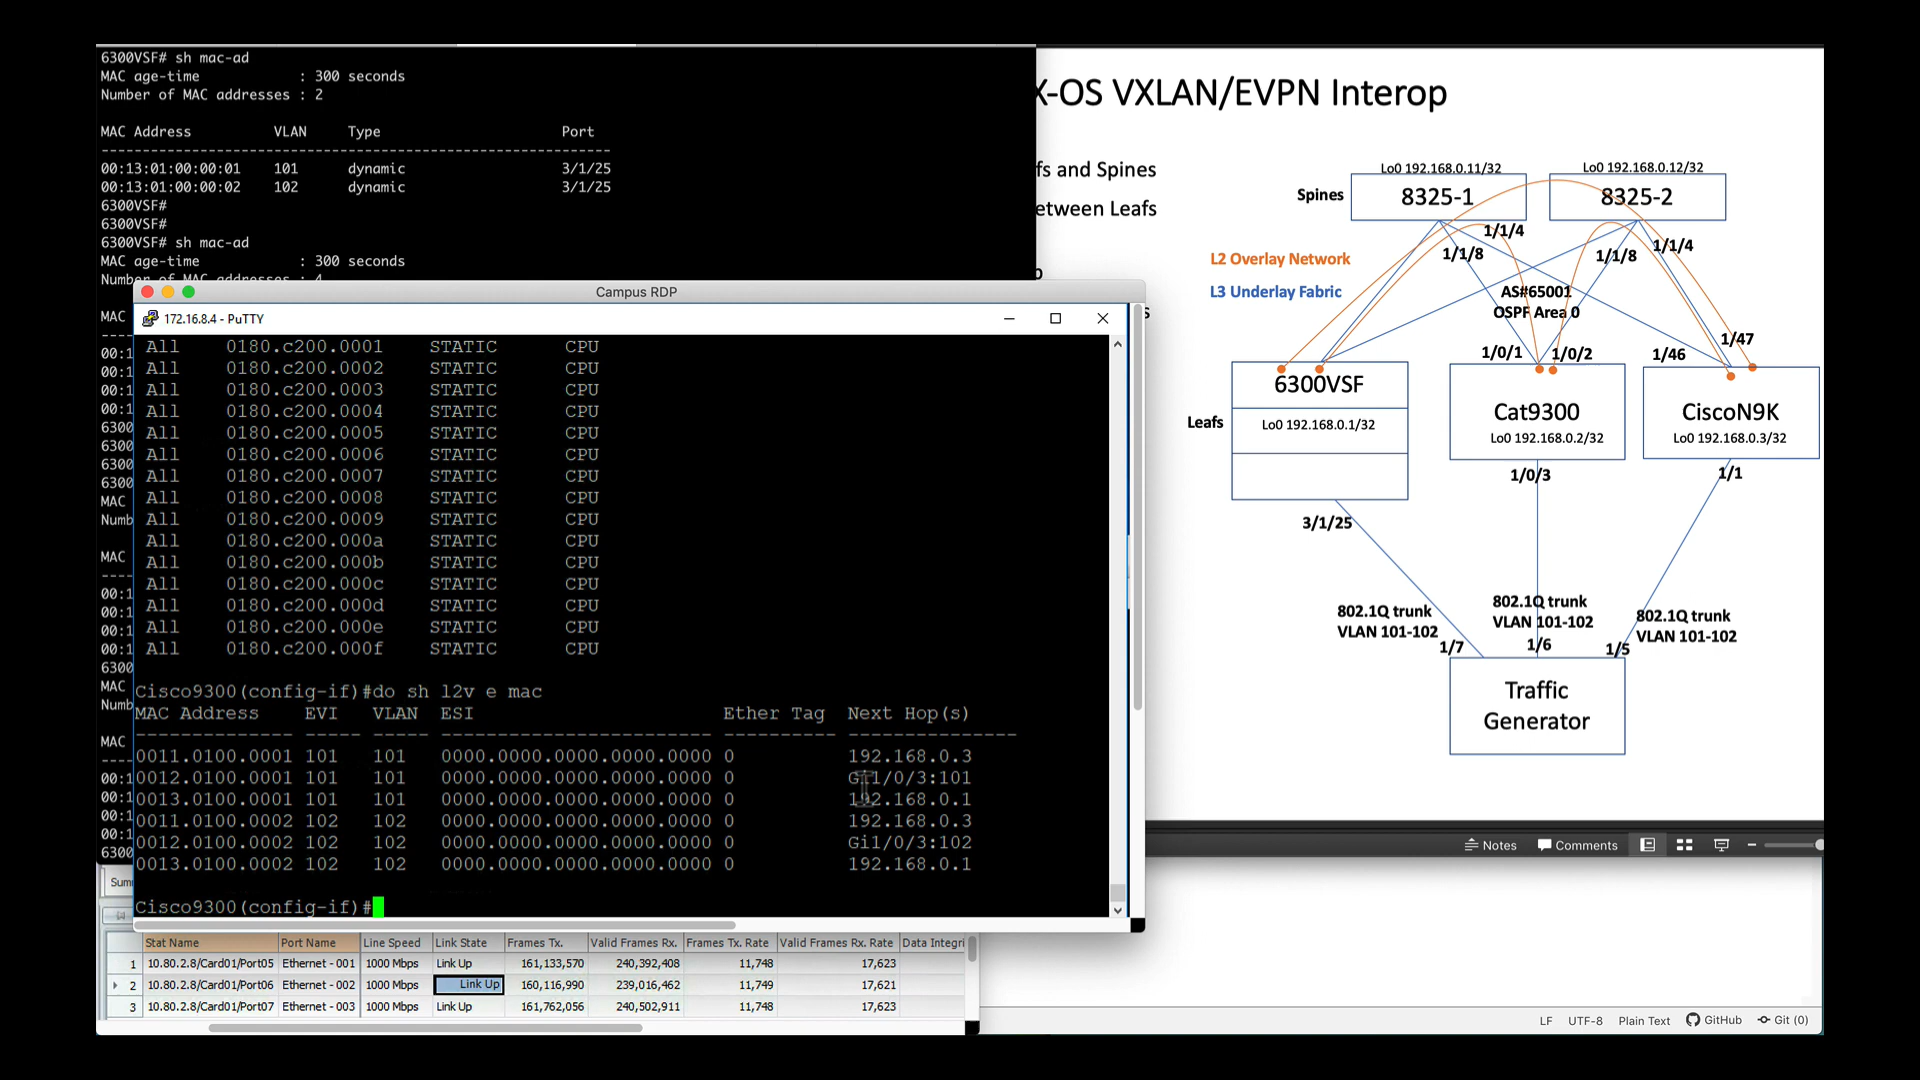 6300VSF# sh mac-ad
MAC age-time : 300 seconds
Number of MAC addresses : 2
MAC Address VLAN Type Port
00:13:01:00:00:01 101 dynamic 3/1/25
00:13:01:00:00:02 102 dynamic 3/1/25
6300VSF#
6300VSF#
6300VSF# sh mac-ad
MAC age-time : 300 seconds
Number of MAC addresses : 4
Campus RDP
172.16.8.4 - PuTTY
All 0180.c200.0001 STATIC CPU
All 0180.c200.0002 STATIC CPU
All 0180.c200.0003 STATIC CPU
All 0180.c200.0004 STATIC CPU
All 0180.c200.0005 STATIC CPU
All 0180.c200.0006 STATIC CPU
All 0180.c200.0007 STATIC CPU
All 0180.c200.0008 STATIC CPU
All 0180.c200.0009 STATIC CPU
All 0180.c200.000a STATIC CPU
All 0180.c200.000b STATIC CPU
All 0180.c200.000c STATIC CPU
All 0180.c200.000d STATIC CPU
All 0180.c200.000e STATIC CPU
All 0180.c200.000f STATIC CPU
Cisco9300(config-if)#do sh l2v e mac
MAC Address EVI VLAN ESI Ether Tag Next Hop(s)
0011.0100.0001 101 101 0000.0000.0000.0000.0000 0 192.168.0.3
0012.0100.0001 101 101 0000.0000.0000.0000.0000 0 Gi1/0/3:101
0013.0100.0001 101 101 0000.0000.0000.0000.0000 0 192.168.0.1
0011.0100.0002 102 102 0000.0000.0000.0000.0000 0 192.168.0.3
0012.0100.0002 102 102 0000.0000.0000.0000.0000 0 Gi1/0/3:102
0013.0100.0002 102 102 0000.0000.0000.0000.0000 0 192.168.0.1
Cisco9300(config-if)#
Stat Name Port Name Line Speed Link State Frames Tx. Valid Frames Rx. Frames Tx. Rate Valid Frames Rx. Rate Data Integri
1 10.80.2.8/Card01/Port05 Ethernet - 001 1000 Mbps Link Up 161,133,570 240,392,408 11,748 17,623
2 10.80.2.8/Card01/Port06 Ethernet - 002 1000 Mbps Link Up 160,116,990 239,016,462 11,749 17,621
3 10.80.2.8/Card01/Port07 Ethernet - 003 1000 Mbps Link Up 161,762,056 240,502,911 11,748 17,623
X-OS VXLAN/EVPN Interop
fs and Spines
etween Leafs
Lo0 192.168.0.11/32
Lo0 192.168.0.12/32
Spines
8325-1
8325-2
1/1/4
1/1/8
1/1/8
1/1/4
L2 Overlay Network
L3 Underlay Fabric
AS#65001
OSPF Area 0
1/0/1
1/0/2
1/46
1/47
Leafs
6300VSF
Lo0 192.168.0.1/32
Cat9300
Lo0 192.168.0.2/32
CiscoN9K
Lo0 192.168.0.3/32
3/1/25
1/0/3
1/1
802.1Q trunk
VLAN 101-102
802.1Q trunk
VLAN 101-102
802.1Q trunk
VLAN 101-102
1/7
1/6
1/5
Traffic
Generator
Notes Comments
LF UTF-8 Plain Text GitHub Git (0)